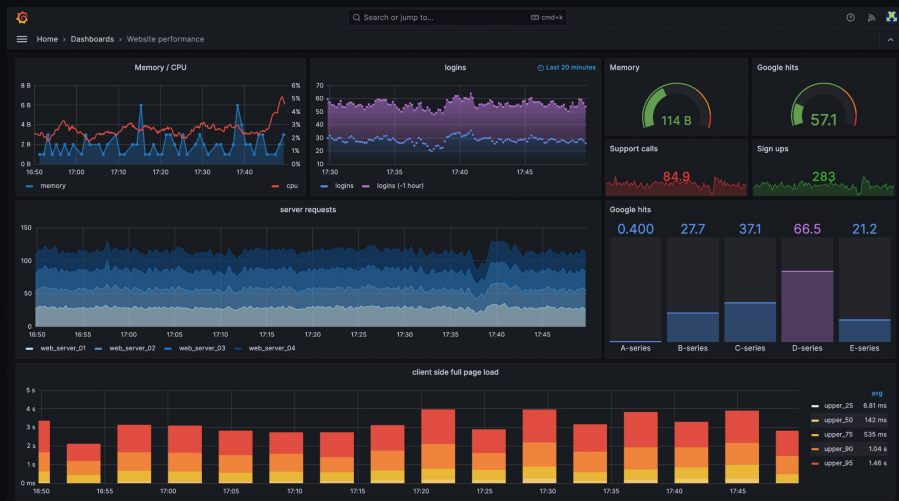 Search or jump to...
cmd+k
Home › Dashboards › Website performance
Memory / CPU
8 B
6 B
4 B
2 B
0 B
6%
5%
4%
3%
2%
1%
0%
16:50 17:00 17:10 17:20 17:30 17:40
memory
cpu
logins
Last 20 minutes
70
60
50
40
30
20
10
17:30 17:35 17:40 17:45
logins logins (-1 hour)
Memory
114 B
Google hits
57.1
Support calls
84.9
Sign ups
283
server requests
150
100
50
0
16:50 16:55 17:00 17:05 17:10 17:15 17:20 17:25 17:30 17:35 17:40 17:45
web_server_01 web_server_02 web_server_03 web_server_04
Google hits
0.400 27.7 37.1 66.5 21.2
A-series B-series C-series D-series E-series
client side full page load
5 s
4 s
3 s
2 s
1 s
0 ms
16:50 16:55 17:00 17:05 17:10 17:15 17:20 17:25 17:30 17:35 17:40 17:45
avg
upper_25 6.81 ms
upper_50 142 ms
upper_75 535 ms
upper_90 1.04 s
upper_95 1.46 s